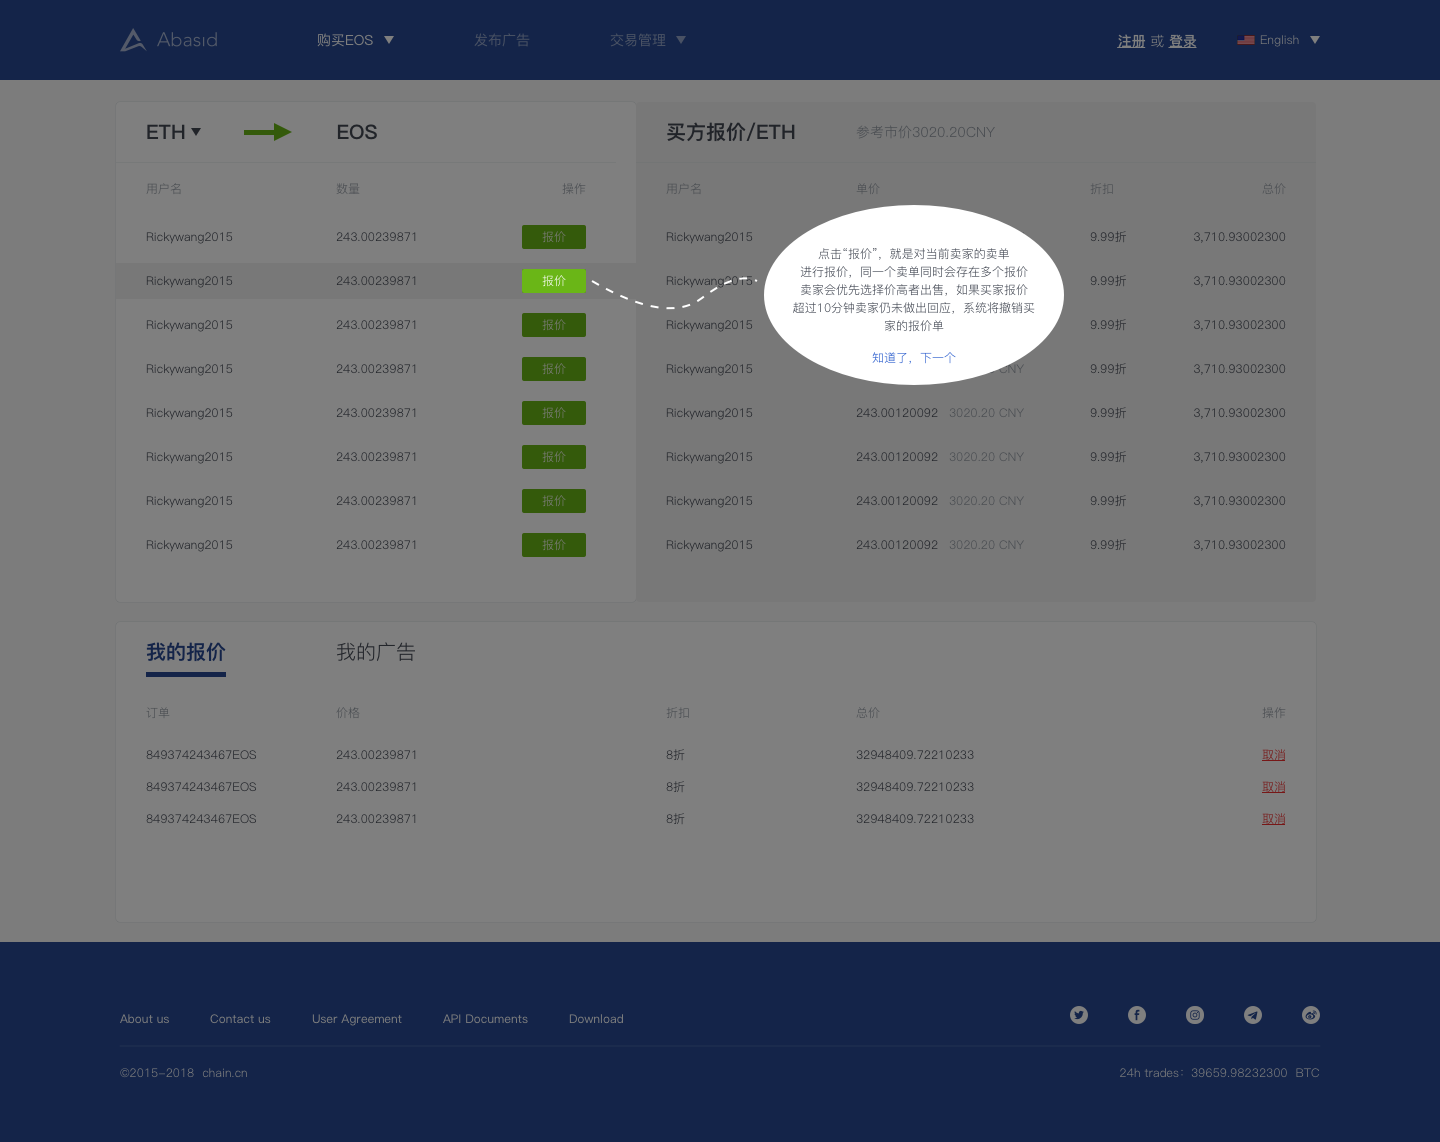 Abasid 购买EOS 发布广告 交易管理 注册 或 登录 English
ETH EOS 买方报价/ETH 参考市价3020.20CNY
用户名 数量 操作 用户名 单价 折扣 总价
Rickywang2015 243.00239871 报价 Rickywang2015 9.99折 3,710.93002300
Rickywang2015 243.00239871 报价 Rickywang2015 9.99折 3,710.93002300
Rickywang2015 243.00239871 报价 Rickywang2015 9.99折 3,710.93002300
Rickywang2015 243.00239871 报价 Rickywang2015 CNY 9.99折 3,710.93002300
Rickywang2015 243.00239871 报价 Rickywang2015 243.00120092 3020.20 CNY 9.99折 3,710.93002300
Rickywang2015 243.00239871 报价 Rickywang2015 243.00120092 3020.20 CNY 9.99折 3,710.93002300
Rickywang2015 243.00239871 报价 Rickywang2015 243.00120092 3020.20 CNY 9.99折 3,710.93002300
Rickywang2015 243.00239871 报价 Rickywang2015 243.00120092 3020.20 CNY 9.99折 3,710.93002300
点击“报价”，就是对当前卖家的卖单
进行报价，同一个卖单同时会存在多个报价
卖家会优先选择价高者出售，如果买家报价
超过10分钟卖家仍未做出回应，系统将撤销买
家的报价单
知道了，下一个
我的报价 我的广告
订单 价格 折扣 总价 操作
849374243467EOS 243.00239871 8折 32948409.72210233 取消
849374243467EOS 243.00239871 8折 32948409.72210233 取消
849374243467EOS 243.00239871 8折 32948409.72210233 取消
About us Contact us User Agreement API Documents Download
©2015-2018 chain.cn 24h trades：39659.98232300 BTC